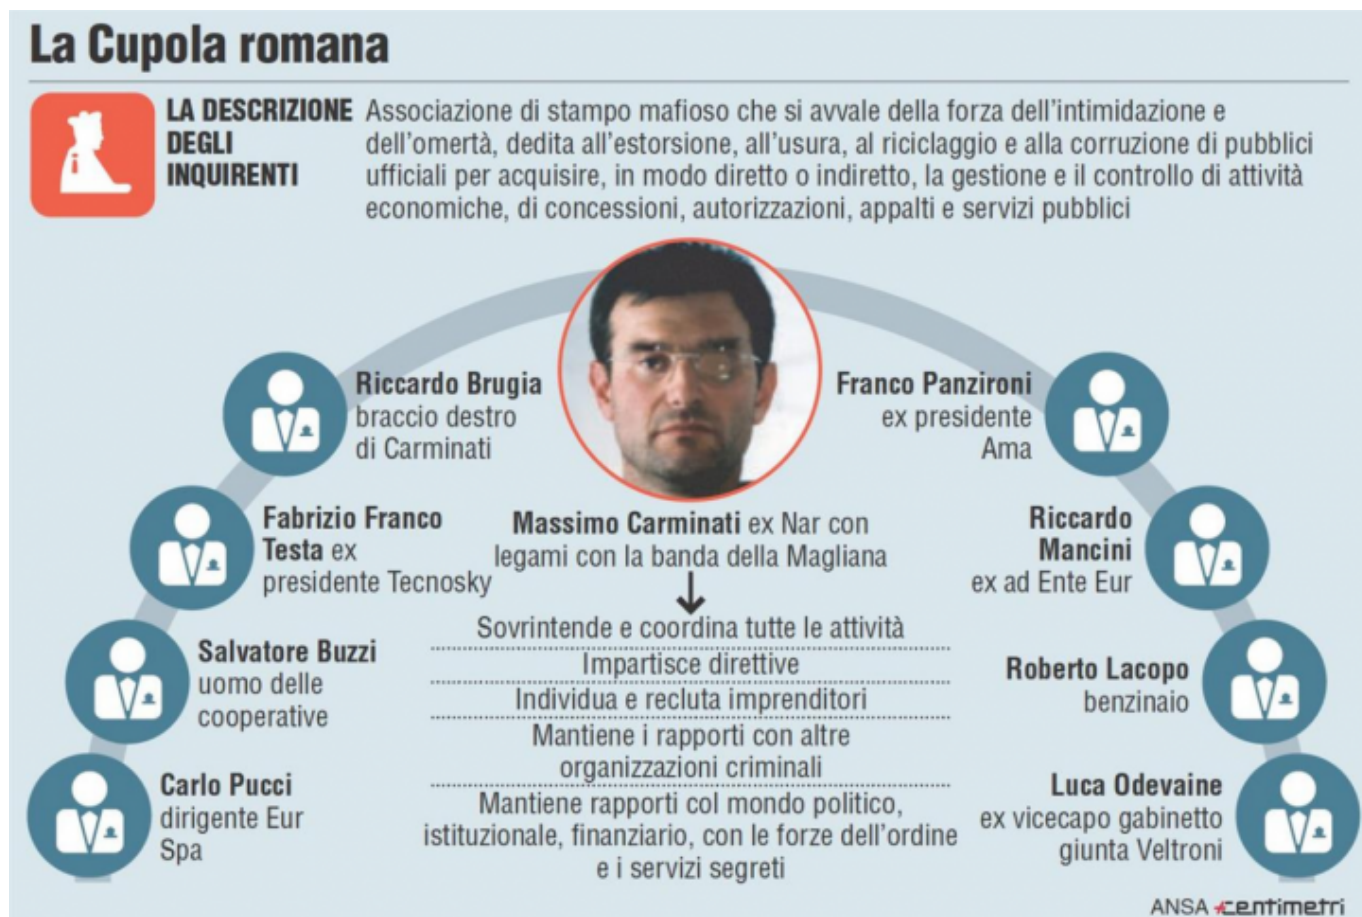 La Cupola romana
LA DESCRIZIONE
DEGLI
INQUIRENTI
Associazione di stampo mafioso che si avvale della forza dell'intimidazione e
dell'omertà, dedita all'estorsione, all'usura, al riciclaggio e alla corruzione di pubblici
ufficiali per acquisire, in modo diretto o indiretto, la gestione e il controllo di attività
economiche, di concessioni, autorizzazioni, appalti e servizi pubblici
Riccardo Brugia
braccio destro
di Carminati
Fabrizio Franco
Testa ex
presidente Tecnosky
Salvatore Buzzi
uomo delle
cooperative
Carlo Pucci
dirigente Eur
Spa
Massimo Carminati ex Nar con
legami con la banda della Magliana
Sovrintende e coordina tutte le attività
Impartisce direttive
Individua e recluta imprenditori
Mantiene i rapporti con altre
organizzazioni criminali
Mantiene rapporti col mondo politico,
istituzionale, finanziario, con le forze dell'ordine
e i servizi segreti
Franco Panzironi
ex presidente
Ama
Riccardo
Mancini
ex ad Ente Eur
Roberto Lacopo
benzinaio
Luca Odevaine
ex vicecapo gabinetto
giunta Veltroni
ANSA centimetri